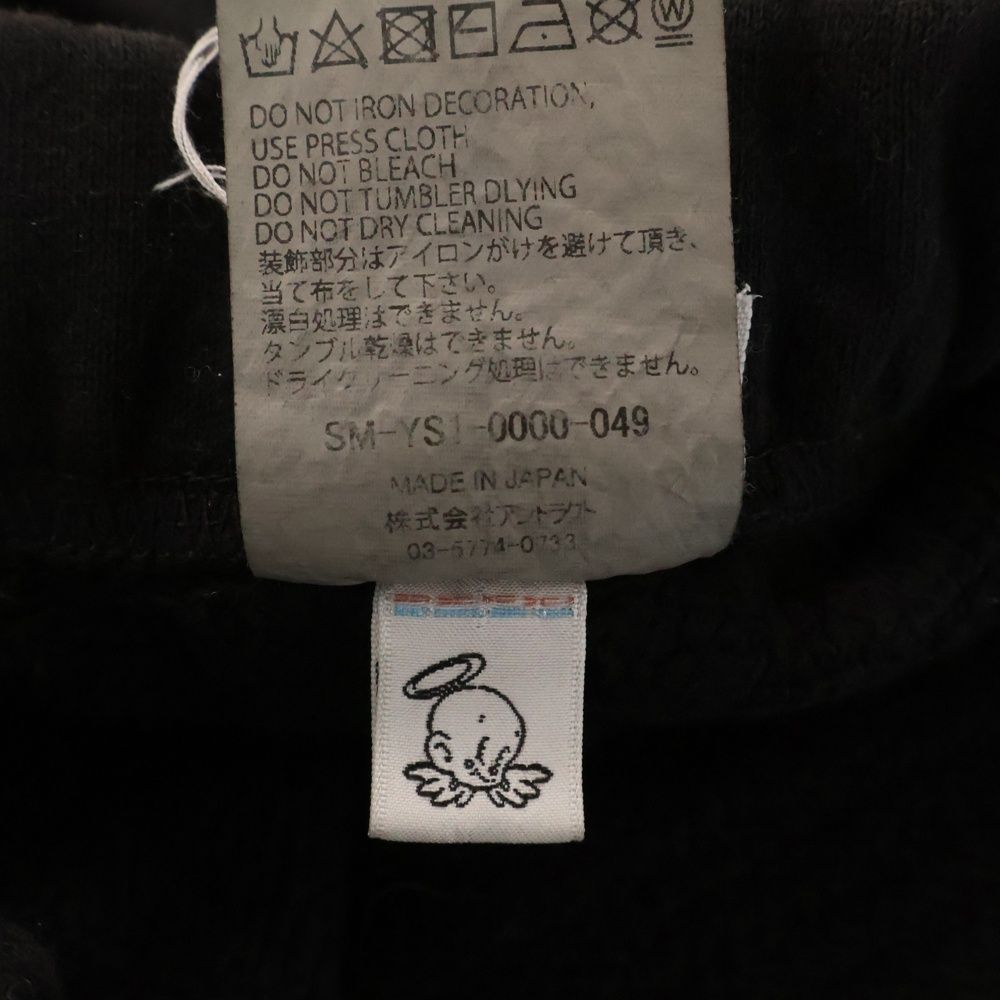 W
DO NOT IRON DECORATION,
USE PRESS CLOTH
DO NOT BLEACH
DO NOT TUMBLER DLYING
DO NOT DRY CLEANING
装飾部分はアイロンがけを避けて頂き、
当て布をして下さい。
漂白処理はできません。
タンブル乾燥はできません。
ドライクリーニング処理はできません。
SM-YS1-0000-049
MADE IN JAPAN
株式会社アントラクト
03-5774-0733